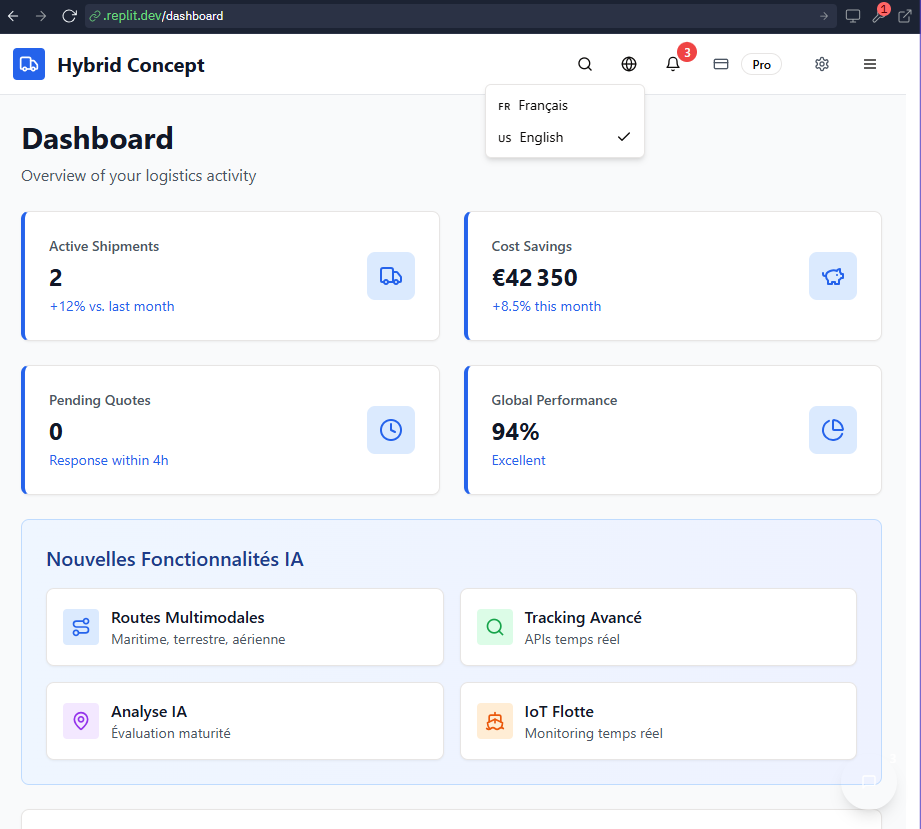 .replit.dev/dashboard
1
Hybrid Concept
3
Pro
FR Français
US English
Dashboard
Overview of your logistics activity
Active Shipments
2
+12% vs. last month
Cost Savings
€42 350
+8.5% this month
Pending Quotes
0
Response within 4h
Global Performance
94%
Excellent
Nouvelles Fonctionnalités IA
Routes Multimodales
Maritime, terrestre, aérienne
Tracking Avancé
APIs temps réel
Analyse IA
Évaluation maturité
IoT Flotte
Monitoring temps réel